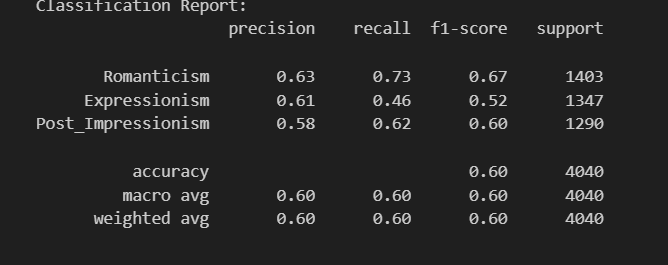 Classification Report:
precision recall f1-score support
Romanticism 0.63 0.73 0.67 1403
Expressionism 0.61 0.46 0.52 1347
Post_Impressionism 0.58 0.62 0.60 1290
accuracy 0.60 4040
macro avg 0.60 0.60 0.60 4040
weighted avg 0.60 0.60 0.60 4040